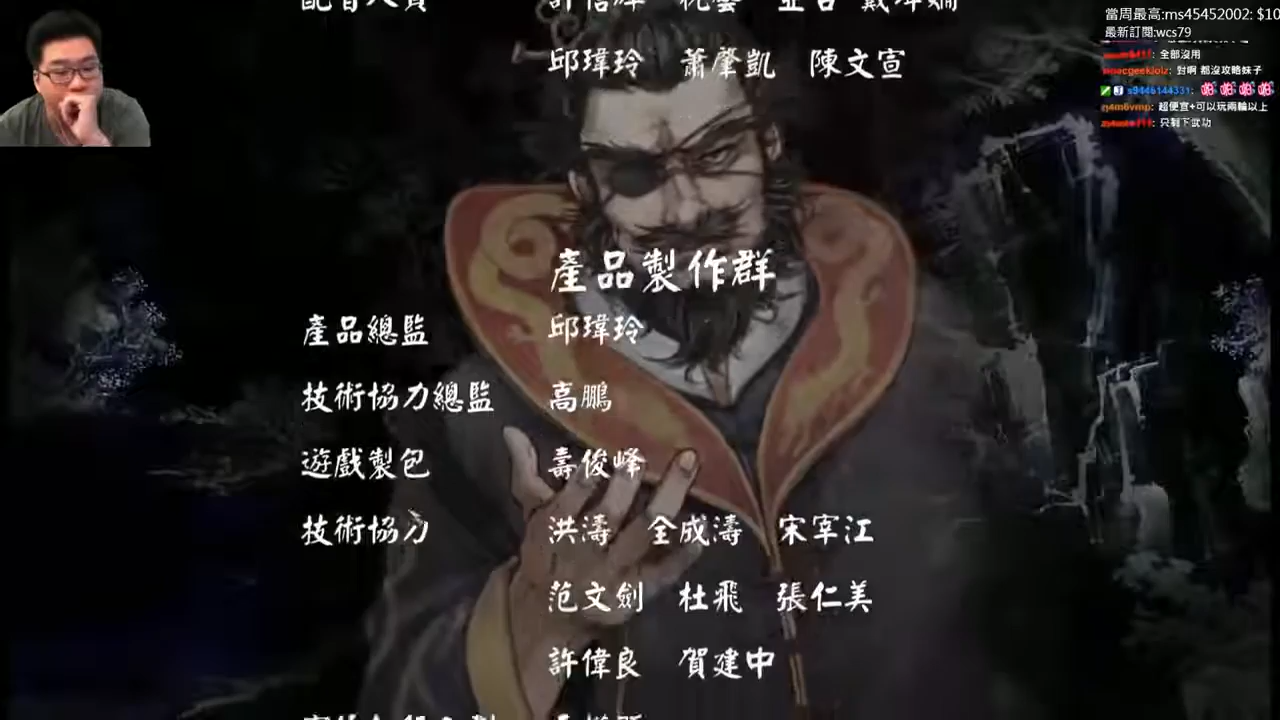 當周最高:ms45452002: $10
最新訂閱:wcs79
全部沒用
對啊 都沒攻略妹子
s9446144331:
超便宜+可以玩兩輪以上
只剩下武功
邱瑋玲 蕭肇凱 陳文宣
產品製作群
產品總監 邱瑋玲
技術協力總監 高鵬
遊戲製包 壽俊峰
技術協力 洪濤 全成濤 宋宰江
范文劍 杜飛 張仁美
許偉良 賀建中